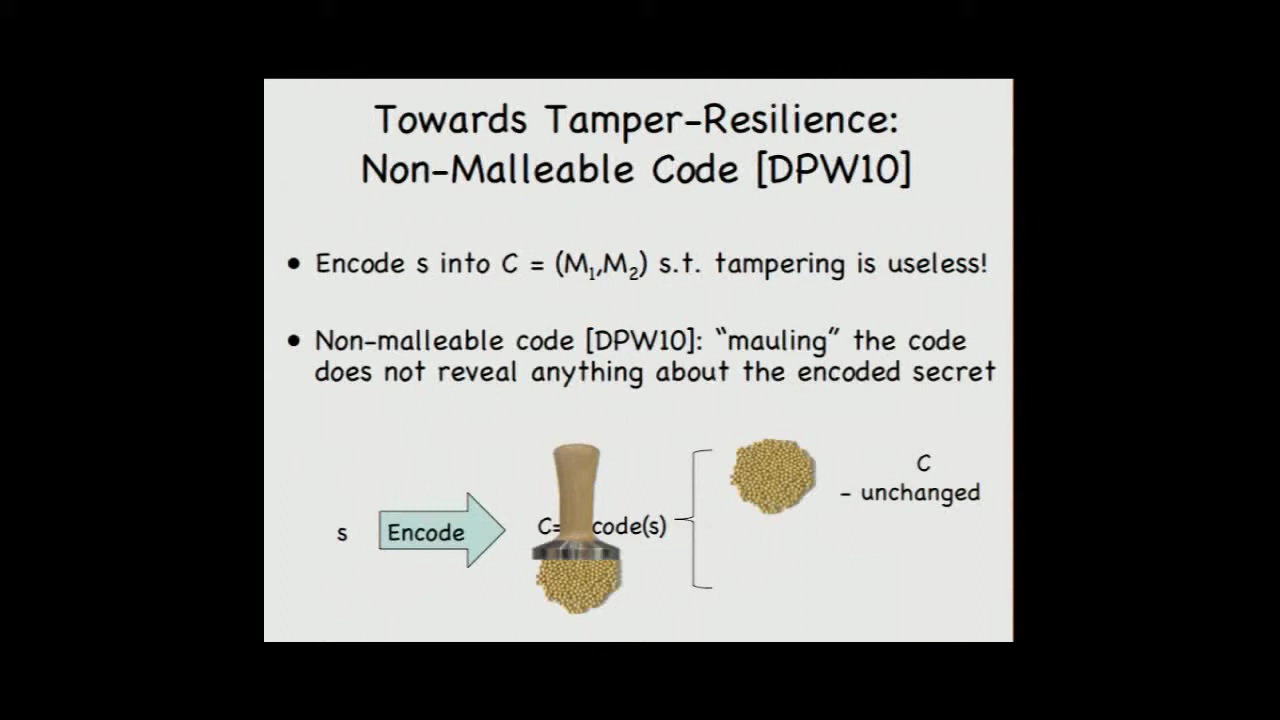 Towards Tamper-Resilience:
Non-Malleable Code [DPW10]
• Encode s into C = (M₁,M₂) s.t. tampering is useless!
• Non-malleable code [DPW10]: “mauling” the code
does not reveal anything about the encoded secret
s
Encode
C= code(s)
C
- unchanged